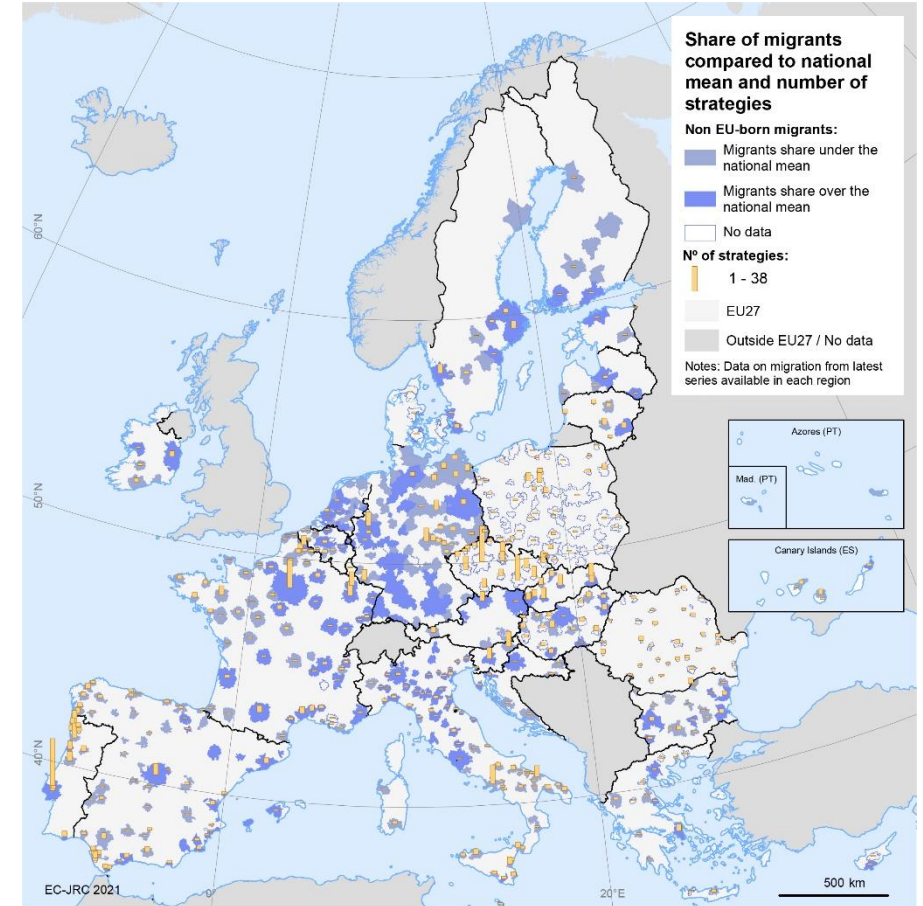 Share of migrants
compared to national
mean and number of
strategies
Non EU-born migrants:
Migrants share under the
national mean
Migrants share over the
national mean
No data
Nº of strategies:
1 - 38
EU27
Outside EU27 / No data
Notes: Data on migration from latest
series available in each region
60°N
50°N
40°N
Azores (PT)
Mad. (PT)
Canary Islands (ES)
EC-JRC 2021
0°
20°E
500 km